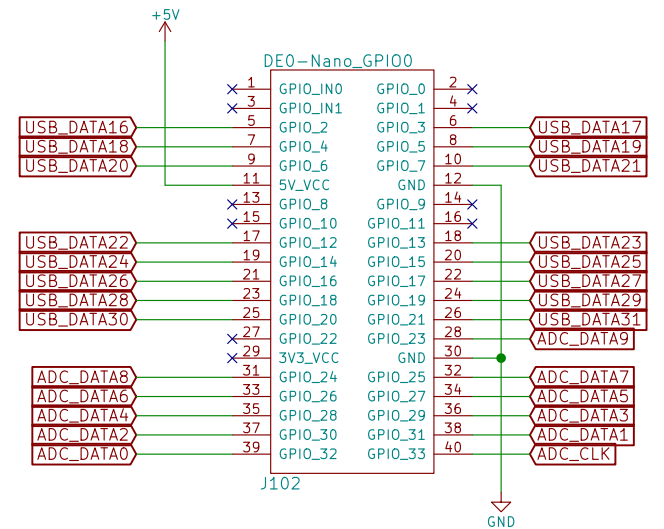 +5V
DE0-Nano_GPIO0
1 GPIO_IN0 GPIO_0 2
3 GPIO_IN1 GPIO_1 4
USB_DATA16 5 GPIO_2 GPIO_3 6 USB_DATA17
USB_DATA18 7 GPIO_4 GPIO_5 8 USB_DATA19
USB_DATA20 9 GPIO_6 GPIO_7 10 USB_DATA21
11 5V_VCC GND 12
13 GPIO_8 GPIO_9 14
15 GPIO_10 GPIO_11 16
USB_DATA22 17 GPIO_12 GPIO_13 18 USB_DATA23
USB_DATA24 19 GPIO_14 GPIO_15 20 USB_DATA25
USB_DATA26 21 GPIO_16 GPIO_17 22 USB_DATA27
USB_DATA28 23 GPIO_18 GPIO_19 24 USB_DATA29
USB_DATA30 25 GPIO_20 GPIO_21 26 USB_DATA31
27 GPIO_22 GPIO_23 28 ADC_DATA9
29 3V3_VCC GND 30
ADC_DATA8 31 GPIO_24 GPIO_25 32 ADC_DATA7
ADC_DATA6 33 GPIO_26 GPIO_27 34 ADC_DATA5
ADC_DATA4 35 GPIO_28 GPIO_29 36 ADC_DATA3
ADC_DATA2 37 GPIO_30 GPIO_31 38 ADC_DATA1
ADC_DATA0 39 GPIO_32 GPIO_33 40 ADC_CLK
J102
GND